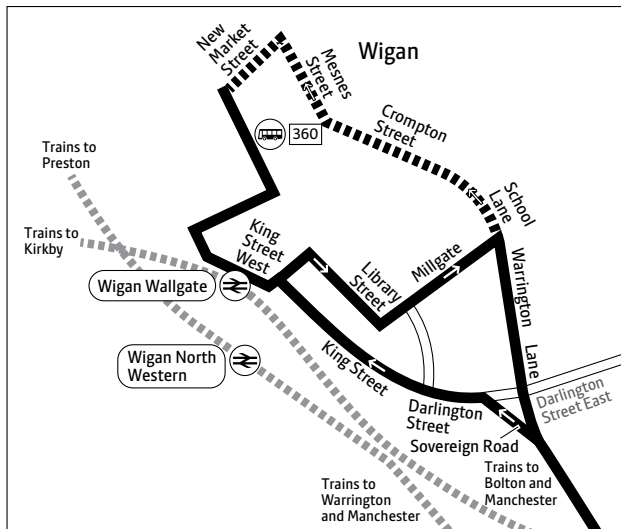 New
Market
Street
Wigan
Mesnes
Street
Crompton
Street
360
Trains to
Preston
School
Lane
Trains to
Kirkby
King
Street
West
Library
Street
Millgate
Warrington
Lane
Wigan Wallgate
Wigan North
Western
King Street
Darlington
Street
Darlington
Street East
Sovereign Road
Trains to
Bolton and
Manchester
Trains to
Warrington
and Manchester